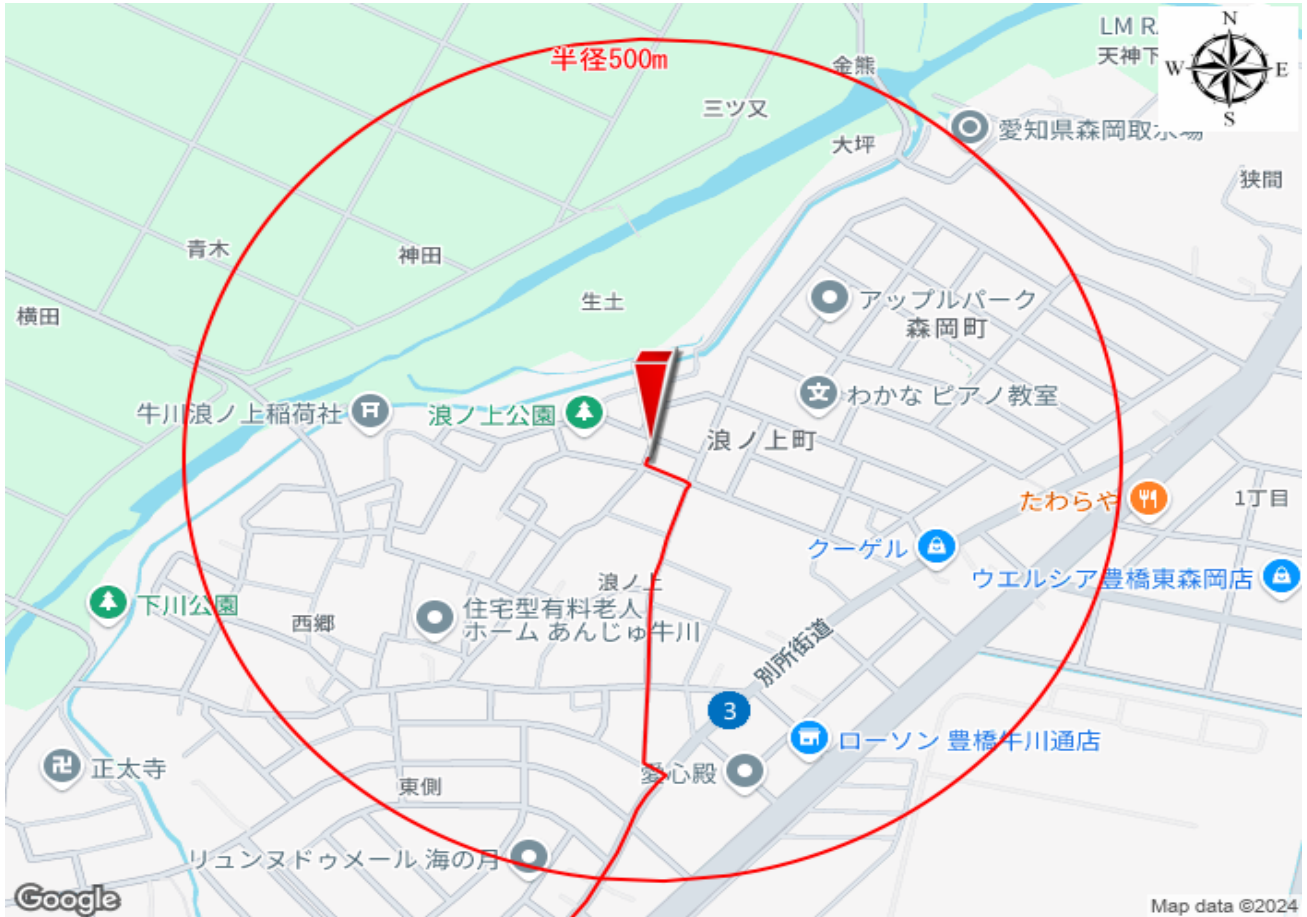 LM R
天神下
N
W
E
S
半径500m
金熊
三ツ又
大坪
愛知県森岡取水場
狭間
青木
神田
横田
生土
アップルパーク
森岡町
わかな ピアノ教室
牛川浪ノ上稲荷社
浪ノ上公園
浪ノ上町
たわらや
1丁目
クーゲル
ウエルシア豊橋東森岡店
浪ノ上
下川公園
西郷
住宅型有料老人
ホーム あんじゅ牛川
別所街道
3
ローソン 豊橋牛川通店
正太寺
愛心殿
東側
リュンヌドゥメール 海の月
Google
Map data ©2024